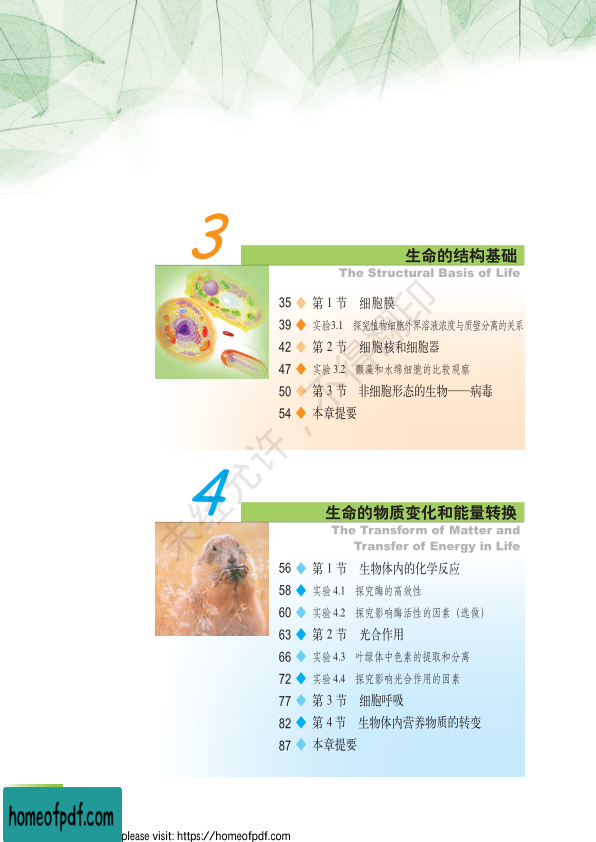 3
生命的结构基础
The Structural Basis of Life
35 ◆ 第1节 细胞膜
39 ◆ 实验3.1 探究植物细胞外界溶液浓度与质壁分离的关系
42 ◆ 第2节 细胞核和细胞器
47 ◆ 实验3.2 颤藻和水绵细胞的比较观察
50 ◆ 第3节 非细胞形态的生物——病毒
54 ◆ 本章提要
未经允许，不得翻印
4
生命的物质变化和能量转换
The Transform of Matter and
Transfer of Energy in Life
56 ◆ 第1节 生物体内的化学反应
58 ◆ 实验4.1 探究酶的高效性
60 ◆ 实验4.2 探究影响酶活性的因素（选做）
63 ◆ 第2节 光合作用
66 ◆ 实验4.3 叶绿体中色素的提取和分离
72 ◆ 实验4.4 探究影响光合作用的因素
77 ◆ 第3节 细胞呼吸
82 ◆ 第4节 生物体内营养物质的转变
87 ◆ 本章提要
homeofpdf.com
please visit: https://homeofpdf.com